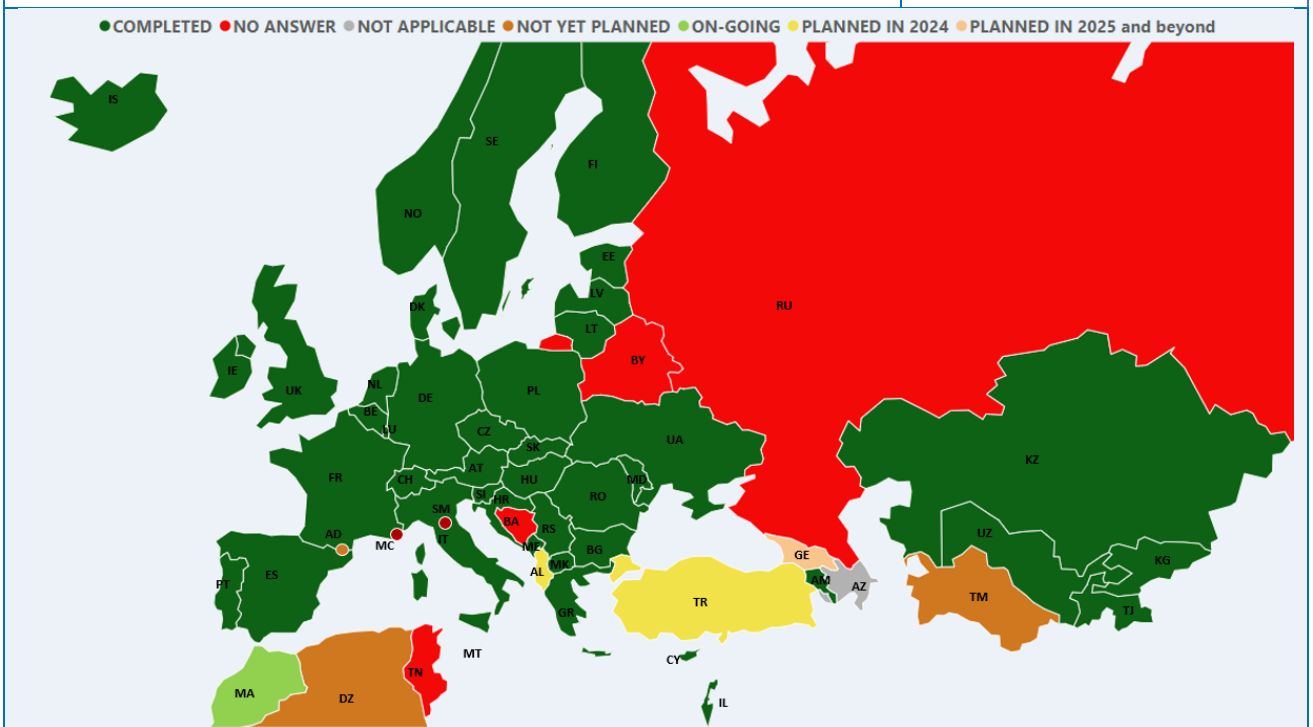 COMPLETED NO ANSWER NOT APPLICABLE NOT YET PLANNED ON-GOING PLANNED IN 2024 PLANNED IN 2025 and beyond
IS
SE
FI
NO
EE
LV
DK
RU
LT
BY
IE
NL
UK
DE
PL
BE
LU
CZ
UA
SK
KZ
AT
FR
CH
HU
MD
SI
RO
HR
SM
BA
RS
AD
UZ
MC
IT
ME
BG
GE
MK
KG
AL
ES
AM
PT
AZ
TM
TR
GR
TJ
MT
CY
TN
MA
DZ
IL